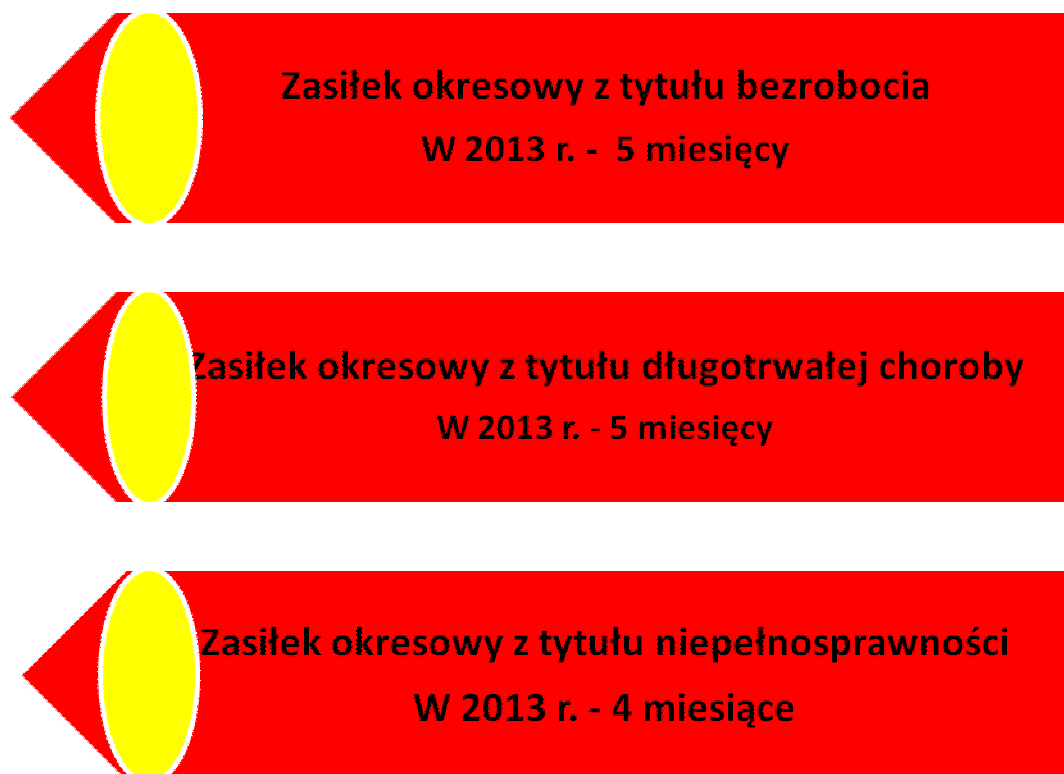 Zasiłek okresowy z tytułu bezrobocia
W 2013 r. - 5 miesięcy
Zasiłek okresowy z tytułu długotrwałej choroby
W 2013 r. - 5 miesięcy
Zasiłek okresowy z tytułu niepełnosprawności
W 2013 r. - 4 miesiące